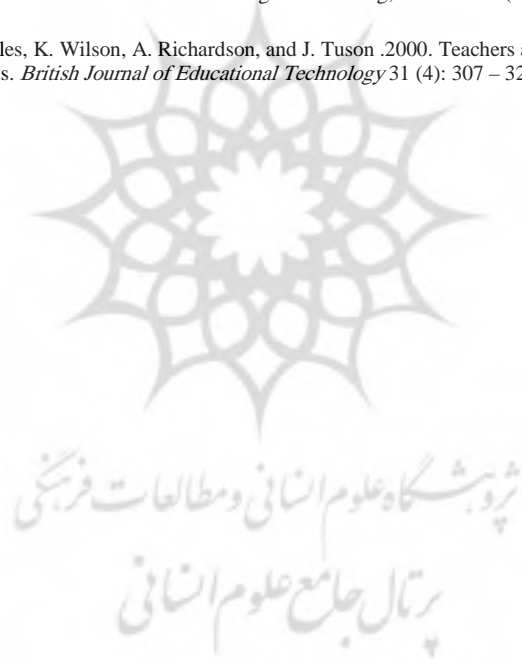 les, K. Wilson, A. Richardson, and J. Tuson .2000. Teachers a
s. British Journal of Educational Technology 31 (4): 307 – 32
پژوهشگاه علوم انسانی و مطالعات فرهنگی
پرتال جامع علوم انسانی